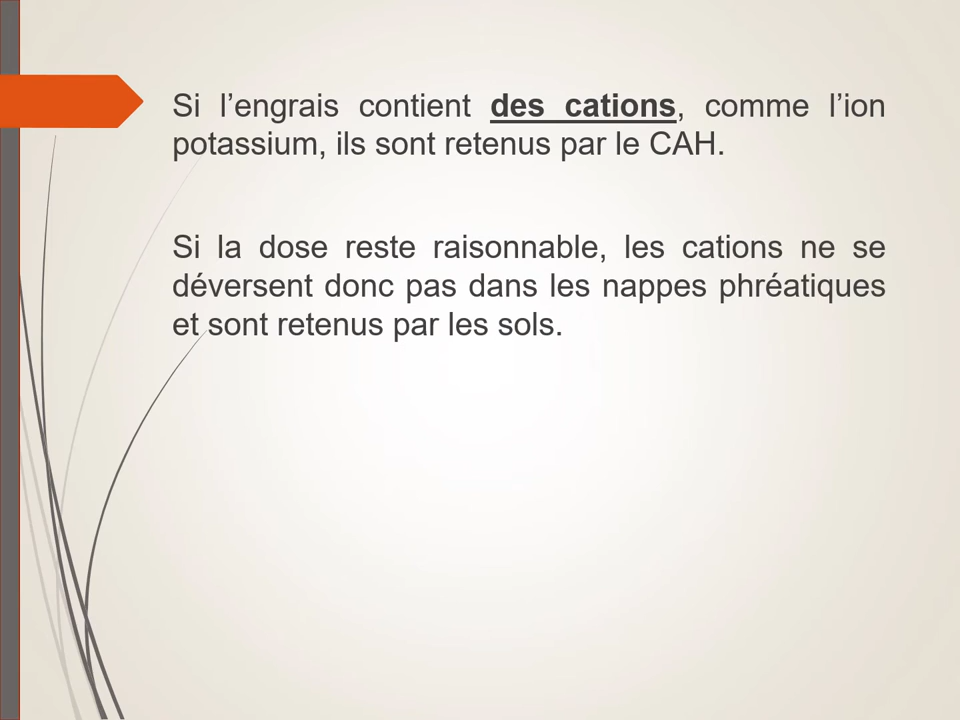 Si l’engrais contient des cations, comme l’ion
potassium, ils sont retenus par le CAH.
Si la dose reste raisonnable, les cations ne se
déversent donc pas dans les nappes phréatiques
et sont retenus par les sols.